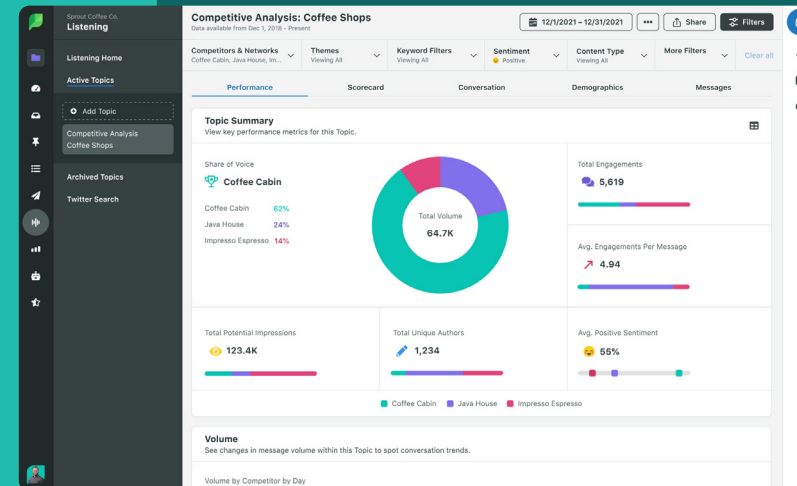 Sprout Coffee Co.
Listening
Listening Home
Active Topics
Add Topic
Competitive Analysis
Coffee Shops
Archived Topics
Twitter Search
Competitive Analysis: Coffee Shops
Data available from Dec 1, 2018 - Present
12/1/2021 – 12/31/2021
Share
Filters
Competitors & Networks
Coffee Cabin, Java House, Im...
Themes
Viewing All
Keyword Filters
Viewing All
Sentiment
Positive
Content Type
Viewing All
More Filters
Clear all
Performance
Scorecard
Conversation
Demographics
Messages
Topic Summary
View key performance metrics for this Topic.
Share of Voice
Coffee Cabin
Coffee Cabin 62%
Java House 24%
Impresso Espresso 14%
Total Volume
64.7K
Total Engagements
5,619
Avg. Engagements Per Message
4.94
Total Potential Impressions
123.4K
Total Unique Authors
1,234
Avg. Positive Sentiment
55%
Coffee Cabin Java House Impresso Espresso
Volume
See changes in message volume within this Topic to spot conversation trends.
Volume by Competitor by Day